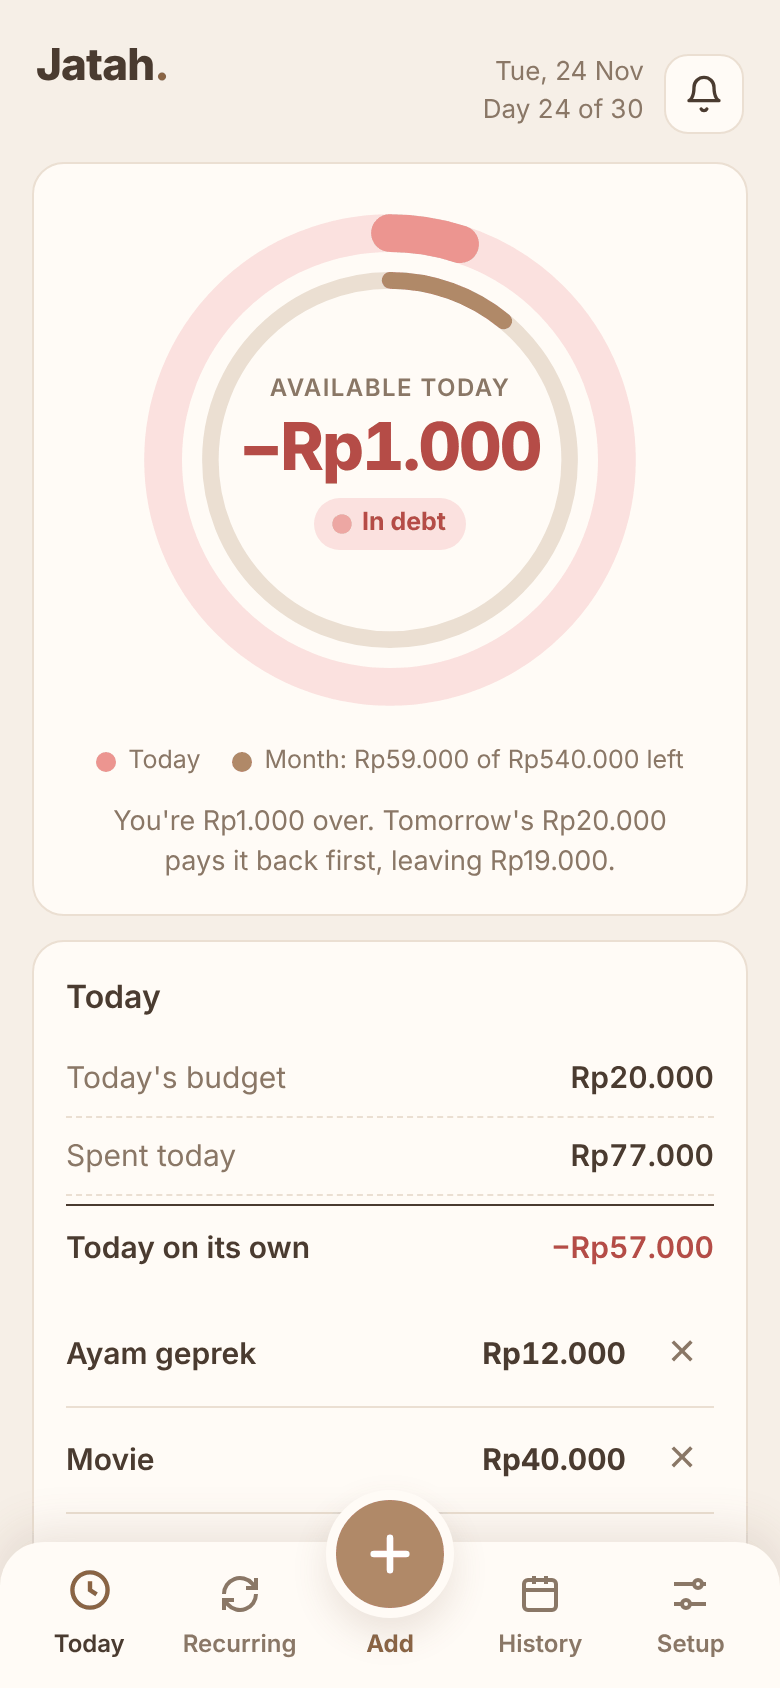 Jatah.
Tue, 24 Nov
Day 24 of 30
AVAILABLE TODAY
−Rp1.000
In debt
Today
Month: Rp59.000 of Rp540.000 left
You're Rp1.000 over. Tomorrow's Rp20.000
pays it back first, leaving Rp19.000.
Today
Today's budget Rp20.000
Spent today Rp77.000
Today on its own −Rp57.000
Ayam geprek Rp12.000
Movie Rp40.000
Today
Recurring
Add
History
Setup